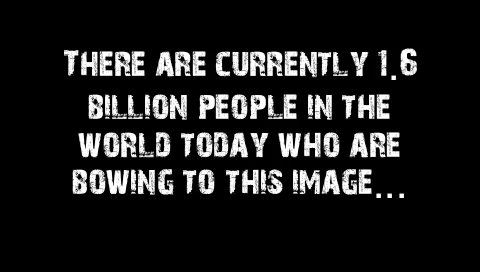 THERE ARE CURRENTLY 1.6
BILLION PEOPLE IN THE
WORLD TODAY WHO ARE
BOWING TO THIS IMAGE...